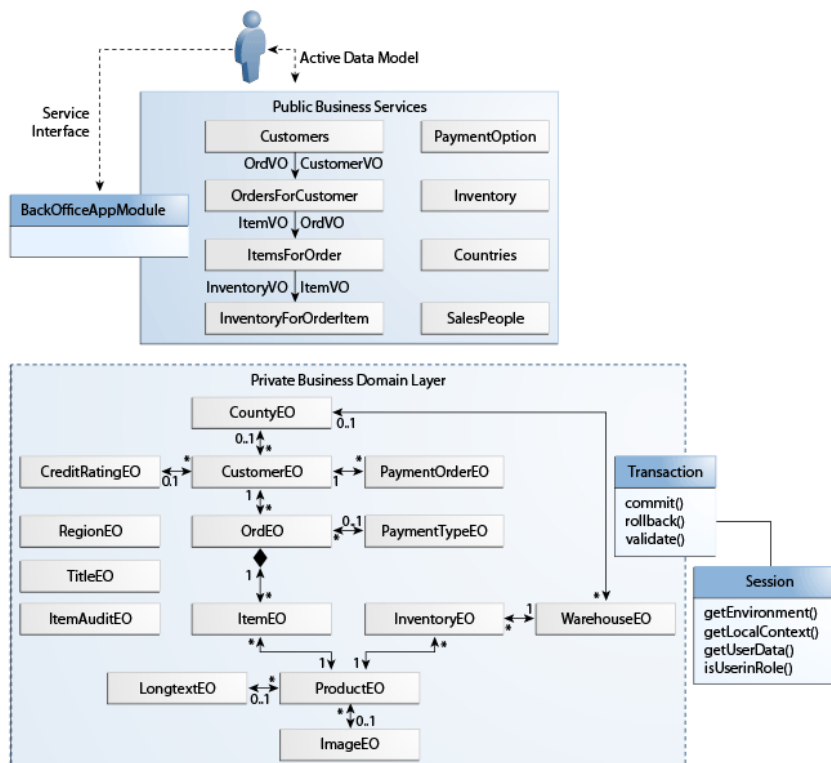 Active Data Model
Service
Interface
Public Business Services
Customers
PaymentOption
OrdVO CustomerVO
BackOfficeAppModule
OrdersForCustomer
Inventory
ItemVO OrdVO
ItemsForOrder
Countries
InventoryVO ItemVO
InventoryForOrderItem
SalesPeople
Private Business Domain Layer
CountyEO
0..1
0..1
*
CreditRatingEO
*
0.1
CustomerEO
*
1
PaymentOrderEO
1
*
RegionEO
OrdEO
0..1
*
PaymentTypeEO
TitleEO
1
*
ItemAuditEO
ItemEO
InventoryEO
1
*
*
WarehouseEO
*
1
*
1
LongtextEO
*
0..1
ProductEO
*
0..1
ImageEO
Transaction
commit()
rollback()
validate()
Session
getEnvironment()
getLocalContext()
getUserData()
isUserinRole()